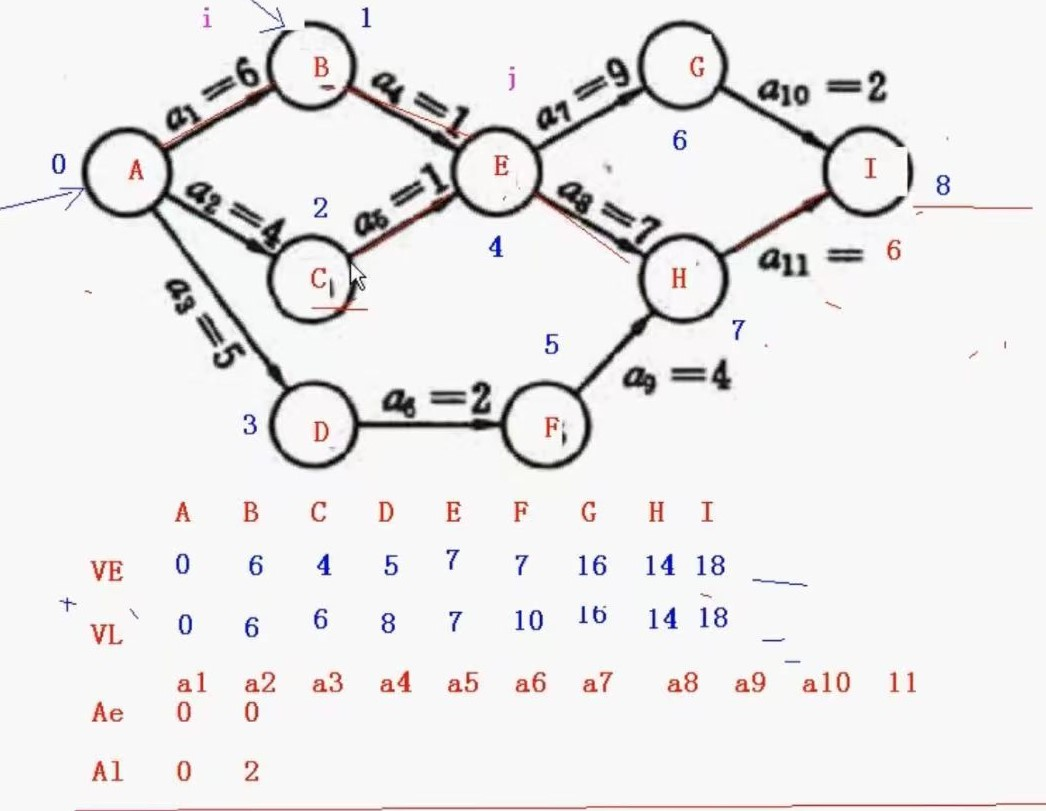 i
1
B
a1 =6
a4 =1
j
a7 =9
G
a10 =2
0
A
E
6
I
8
a2 =4
2
a5 =1
4
a8 =7
C
H
a11 = 6
a3 =5
5
7
a9 =4
3
D
a6 =2
F
A B C D E F G H I
VE 0 6 4 5 7 7 16 14 18
VL 0 6 6 8 7 10 16 14 18
a1 a2 a3 a4 a5 a6 a7 a8 a9 a10 11
Ae 0 0
Al 0 2